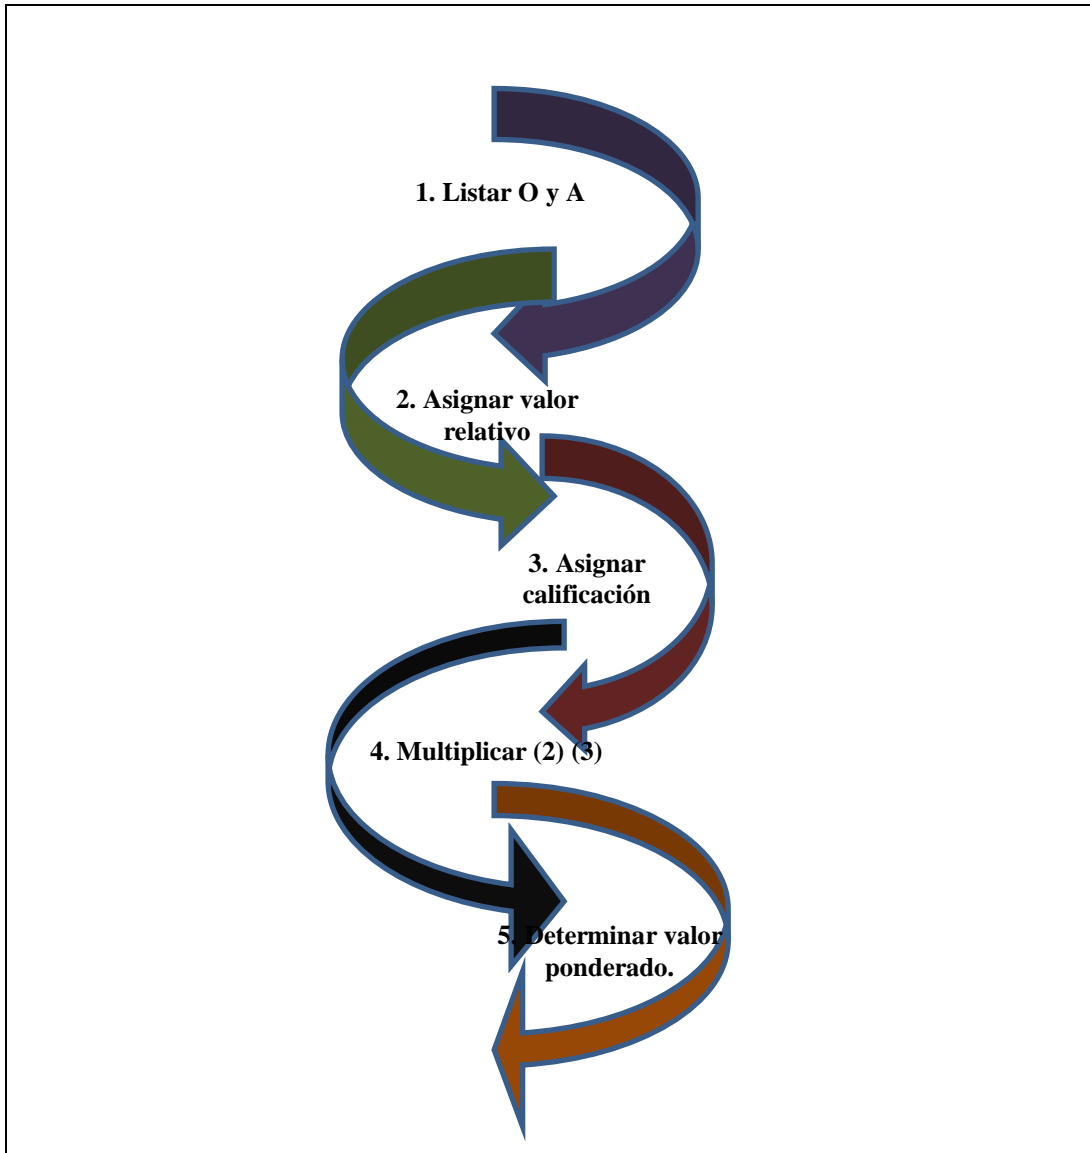 1. Listar O y A
2. Asignar valor
relativo
3. Asignar
calificación
4. Multiplicar (2) (3)
5. Determinar valor
ponderado.